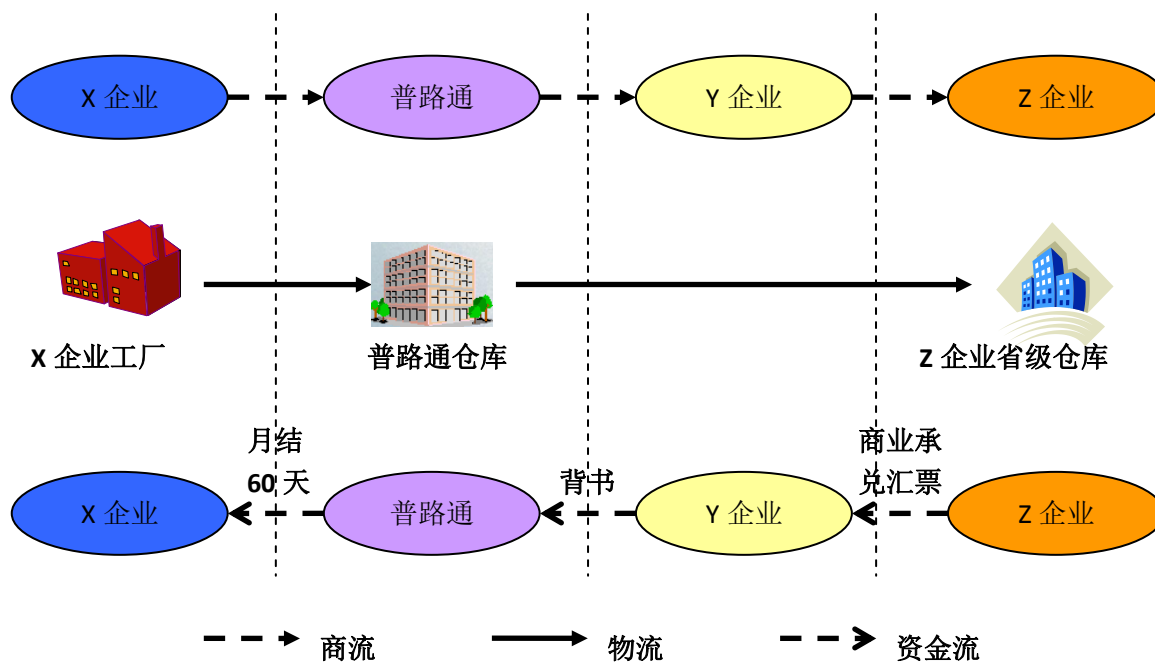 X 企业
普路通
Y 企业
Z 企业
X 企业工厂
普路通仓库
Z 企业省级仓库
月结
60 天
背书
商业承
兑汇票
X 企业
普路通
Y 企业
Z 企业
商流
物流
资金流